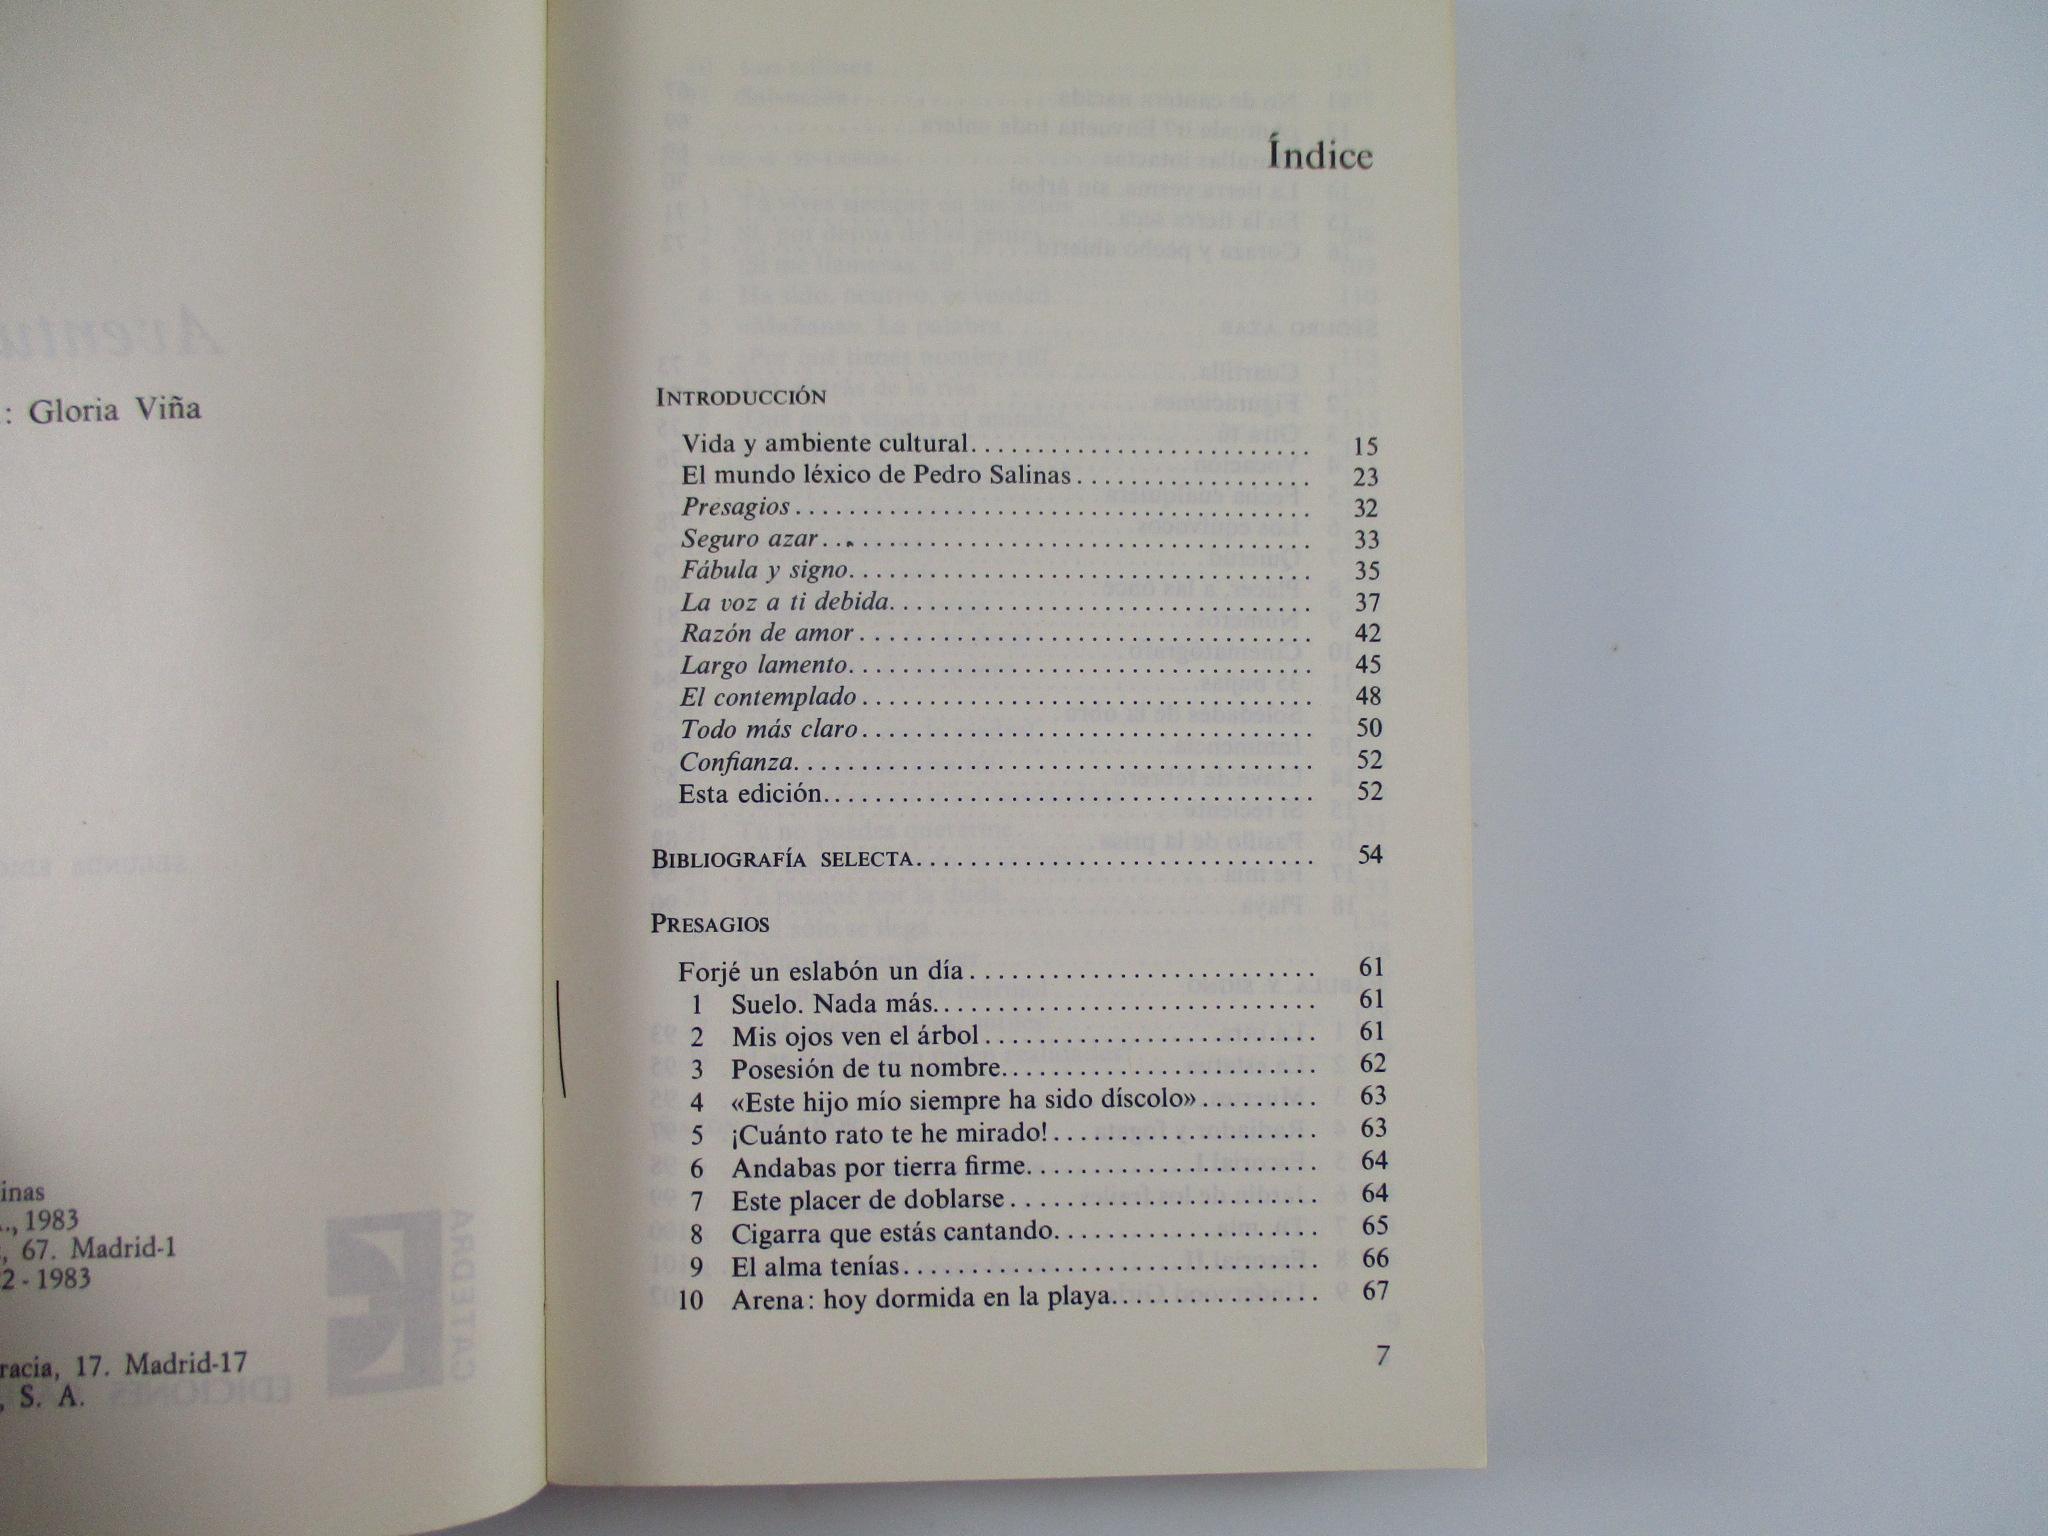 : Gloria Viña
inas
1983
67. Madrid-1
2 - 1983
racia, 17. Madrid-17
, S. A.
Índice
INTRODUCCIÓN
Vida y ambiente cultural........................... 15
El mundo léxico de Pedro Salinas................... 23
Presagios........................................ 32
Seguro azar...................................... 33
Fábula y signo.................................... 35
La voz a ti debida................................. 37
Razón de amor.................................... 42
Largo lamento.................................... 45
El contemplado................................... 48
Todo más claro................................... 50
Confianza........................................ 52
Esta edición...................................... 52
BIBLIOGRAFÍA SELECTA............................... 54
PRESAGIOS
Forjé un eslabón un día........................... 61
1 Suelo. Nada más.............................. 61
2 Mis ojos ven el árbol.......................... 61
3 Posesión de tu nombre......................... 62
4 «Este hijo mío siempre ha sido díscolo»......... 63
5 ¡Cuánto rato te he mirado!..................... 63
6 Andabas por tierra firme....................... 64
7 Este placer de doblarse........................ 64
8 Cigarra que estás cantando..................... 65
9 El alma tenías................................ 66
10 Arena: hoy dormida en la playa................ 67
7